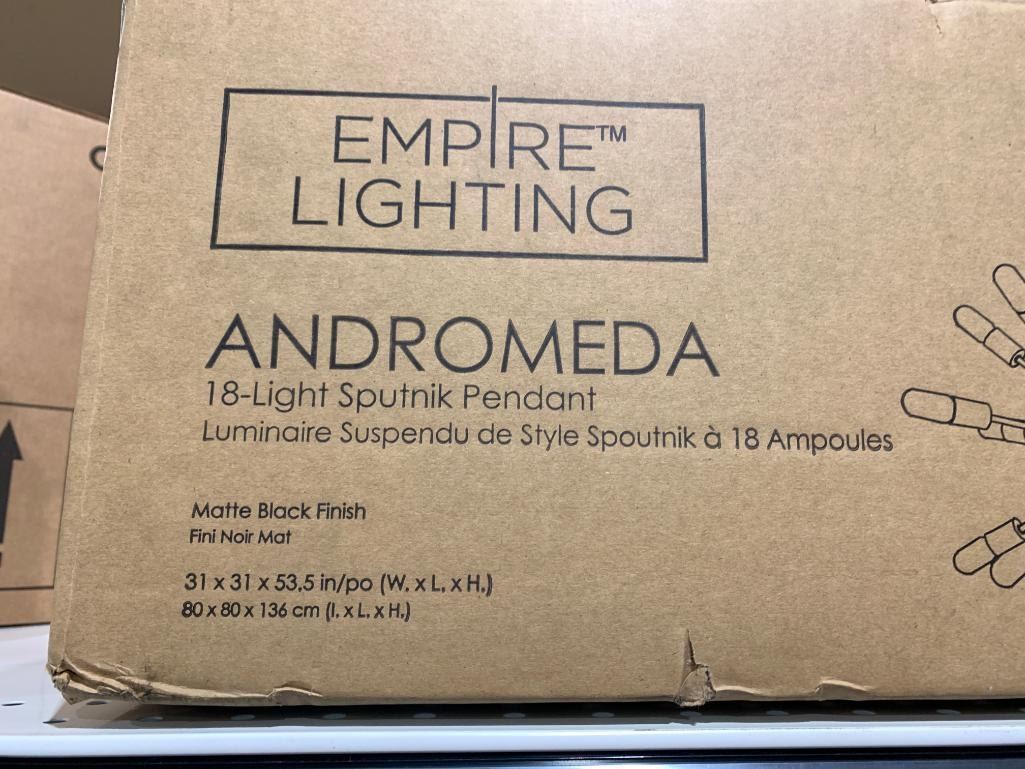 EMPIRE™
LIGHTING
ANDROMEDA
18-Light Sputnik Pendant
Luminaire Suspendu de Style Spoutnik à 18 Ampoules
Matte Black Finish
Fini Noir Mat
31 x 31 x 53.5 in/po (W. x L. x H.)
80 x 80 x 136 cm (l. x L. x H.)